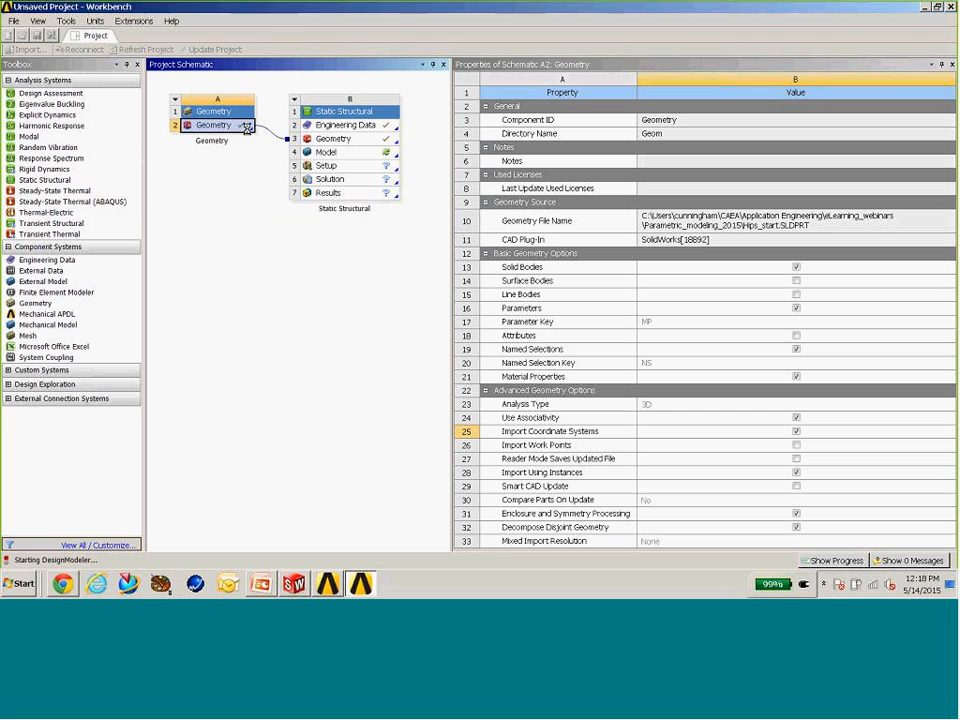 Unsaved Project - Workbench
File View Tools Units Extensions Help
Project
Import... Reconnect Refresh Project Update Project
Toolbox
Analysis Systems
Design Assessment
Eigenvalue Buckling
Explicit Dynamics
Harmonic Response
Modal
Random Vibration
Response Spectrum
Rigid Dynamics
Static Structural
Steady-State Thermal
Steady-State Thermal (ABAQUS)
Thermal-Electric
Transient Structural
Transient Thermal
Component Systems
Engineering Data
External Data
External Model
Finite Element Modeler
Geometry
Mechanical APDL
Mechanical Model
Mesh
Microsoft Office Excel
System Coupling
Custom Systems
Design Exploration
External Connection Systems
View All / Customize...
Project Schematic
A
1 Geometry
2 Geometry
Geometry
B
1 Static Structural
2 Engineering Data
3 Geometry
4 Model
5 Setup
6 Solution
7 Results
Static Structural
Properties of Schematic A2: Geometry
A B
1 Property Value
2 General
3 Component ID Geometry
4 Directory Name Geom
5 Notes
6 Notes
7 Used Licenses
8 Last Update Used Licenses
9 Geometry Source
10 Geometry File Name C:\Users\cunningham\CAEA\Application Engineering\eLearning_webinars
\Parametric_modeling_2015\Hips_start.SLDPRT
11 CAD Plug-In SolidWorks[18892]
12 Basic Geometry Options
13 Solid Bodies
14 Surface Bodies
15 Line Bodies
16 Parameters
17 Parameter Key MP
18 Attributes
19 Named Selections
20 Named Selection Key NS
21 Material Properties
22 Advanced Geometry Options
23 Analysis Type 3D
24 Use Associativity
25 Import Coordinate Systems
26 Import Work Points
27 Reader Mode Saves Updated File
28 Import Using Instances
29 Smart CAD Update
30 Compare Parts On Update No
31 Enclosure and Symmetry Processing
32 Decompose Disjoint Geometry
33 Mixed Import Resolution None
Starting DesignModeler...
Show Progress Show 0 Messages
Start
99%
12:18 PM
5/14/2015